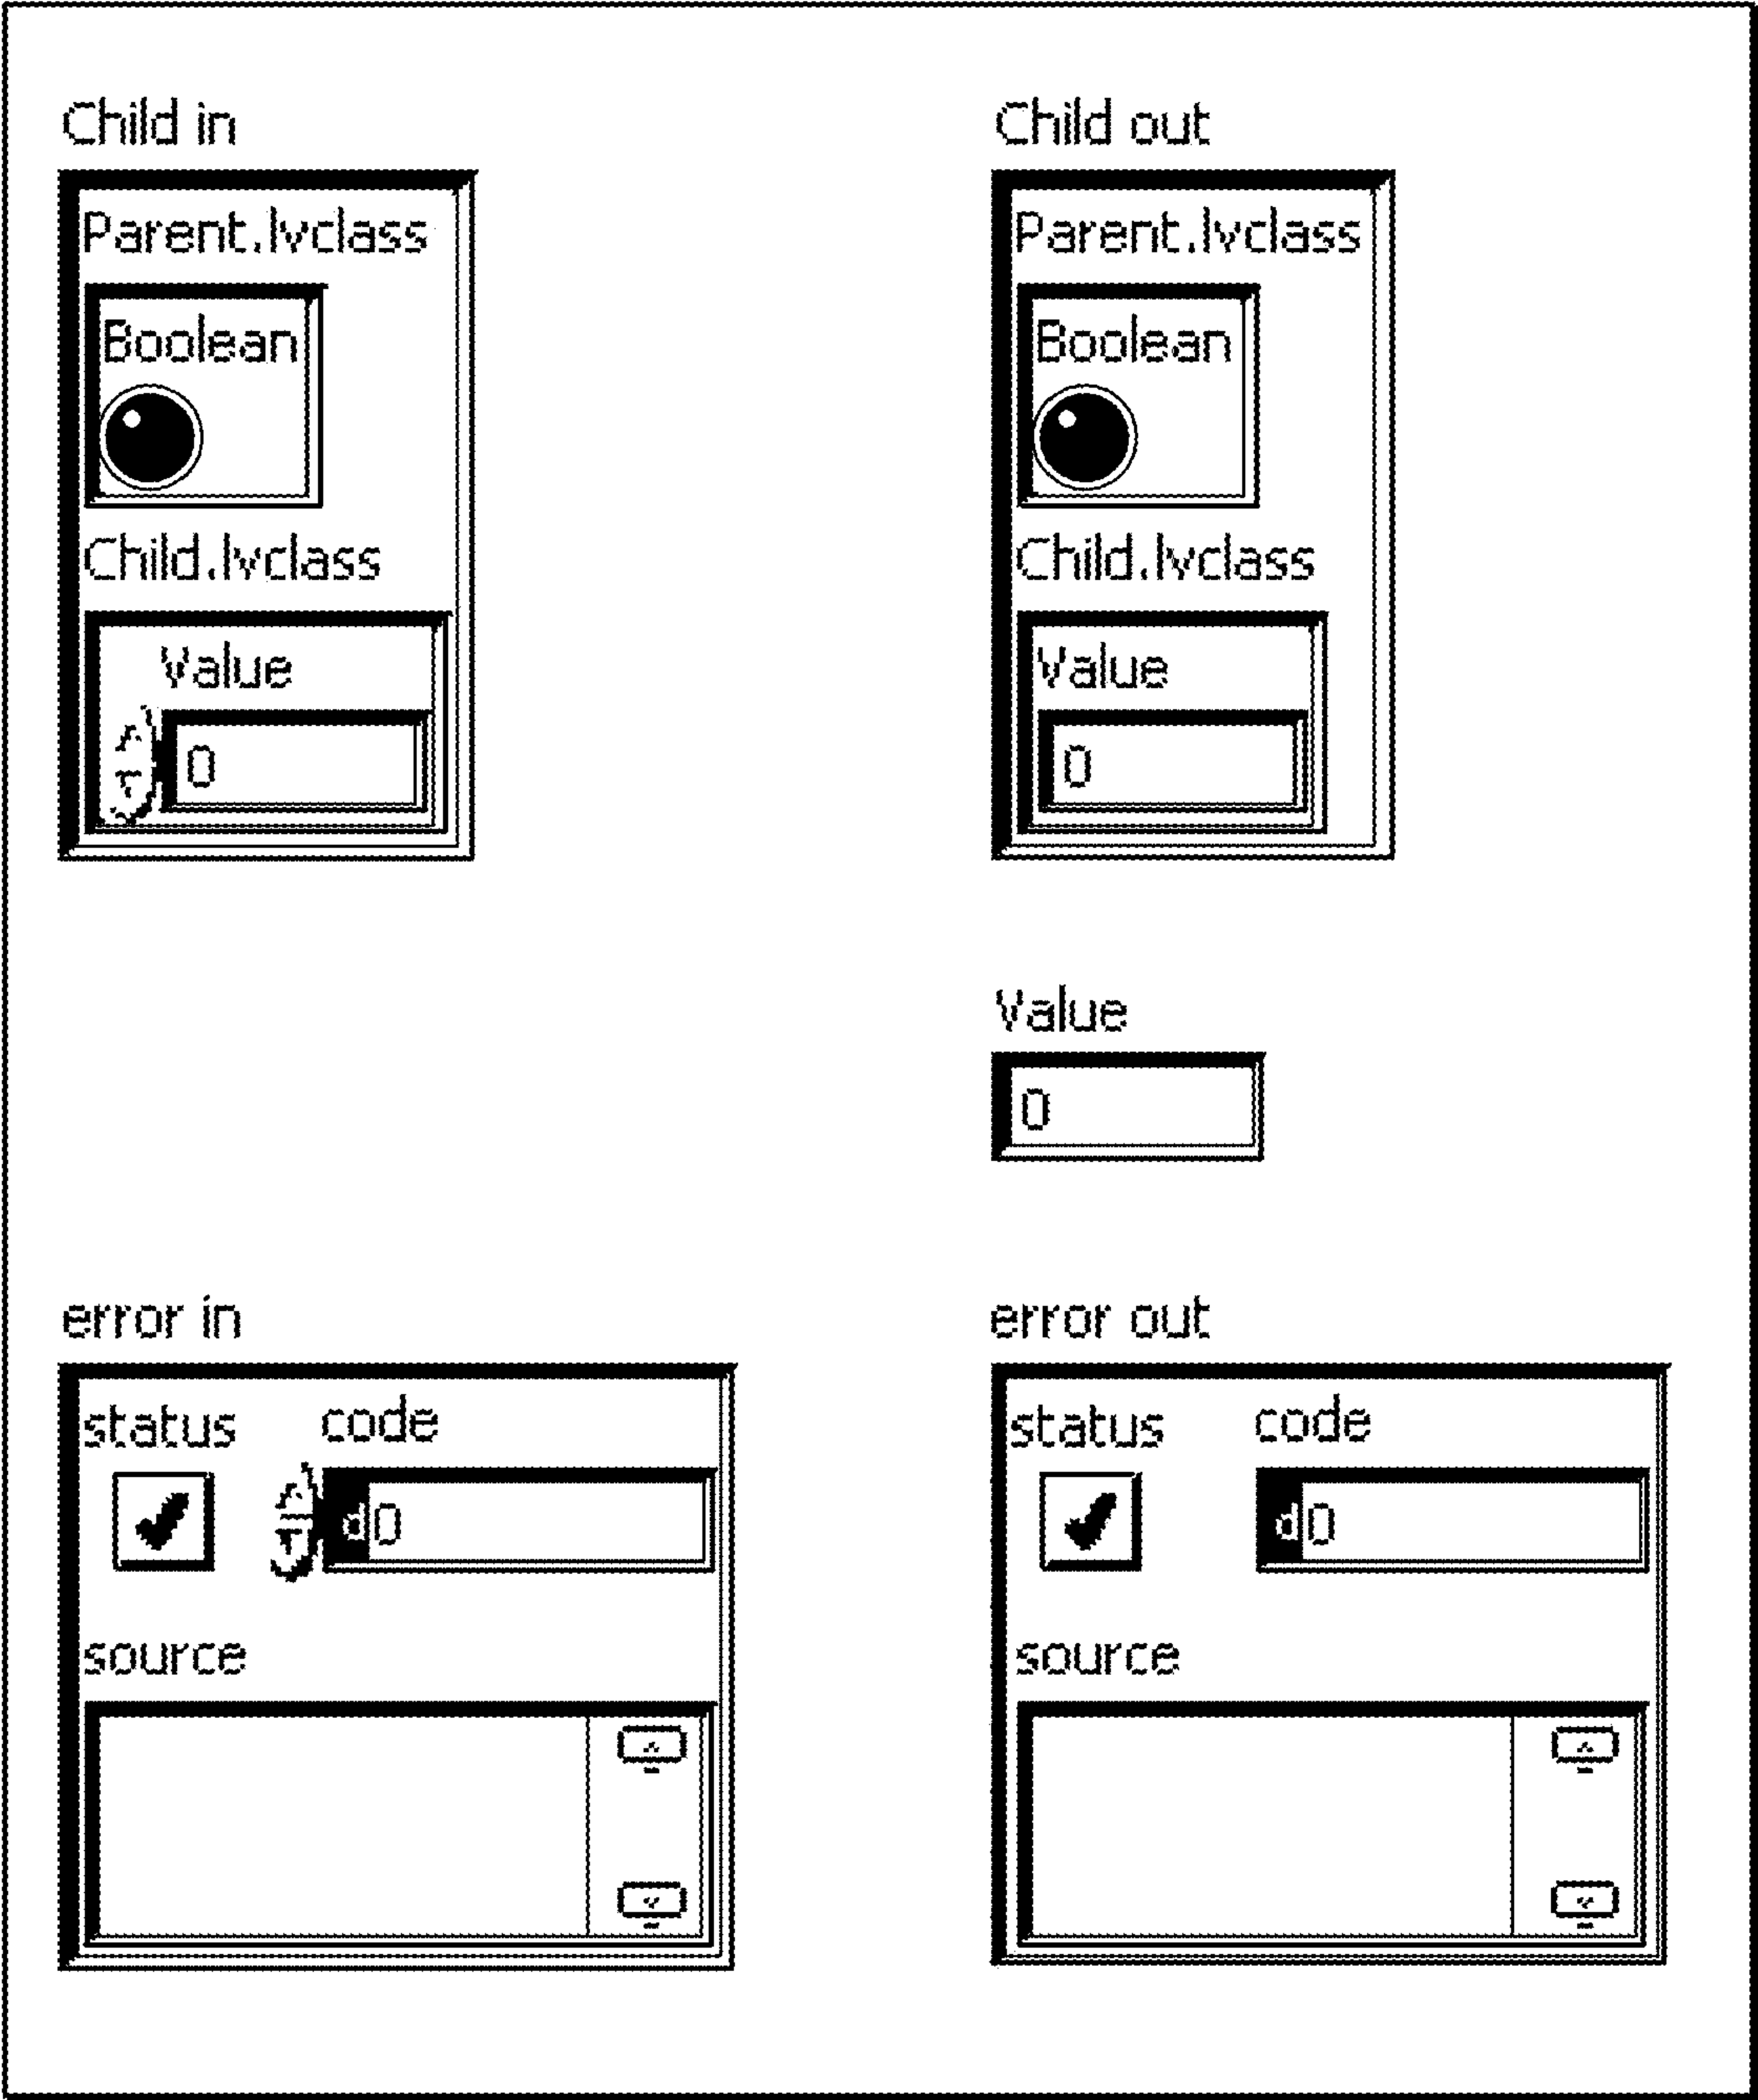 Child in
Parent.lvclass
Boolean
Child.lvclass
Value
0
Child out
Parent.lvclass
Boolean
Child.lvclass
Value
0
Value
0
error in
status
code
d0
source
error out
status
code
d0
source